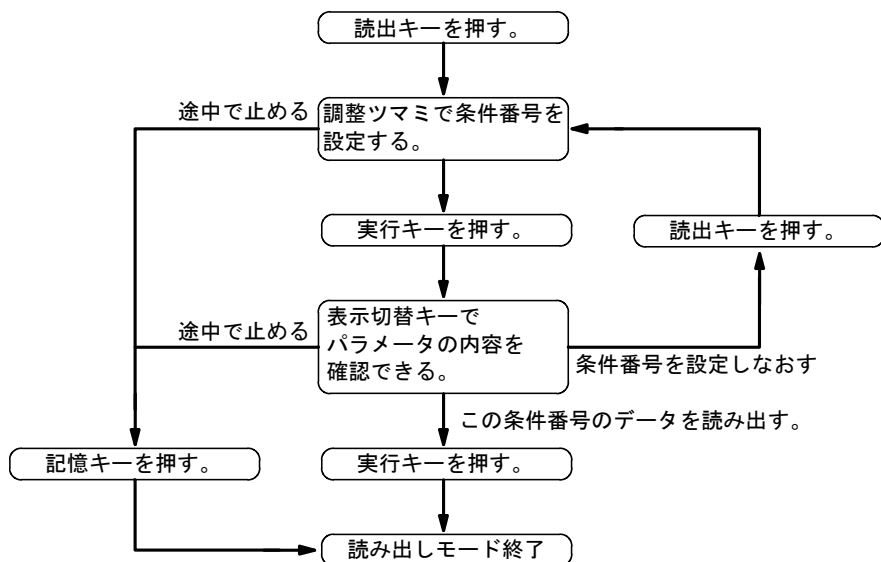 読出キーを押す。
途中で止める
調整ツマミで条件番号を
設定する。
実行キーを押す。
読出キーを押す。
途中で止める
表示切替キーで
パラメータの内容を
確認できる。
条件番号を設定しなおす
この条件番号のデータを読み出す。
記憶キーを押す。
実行キーを押す。
読み出しモード終了